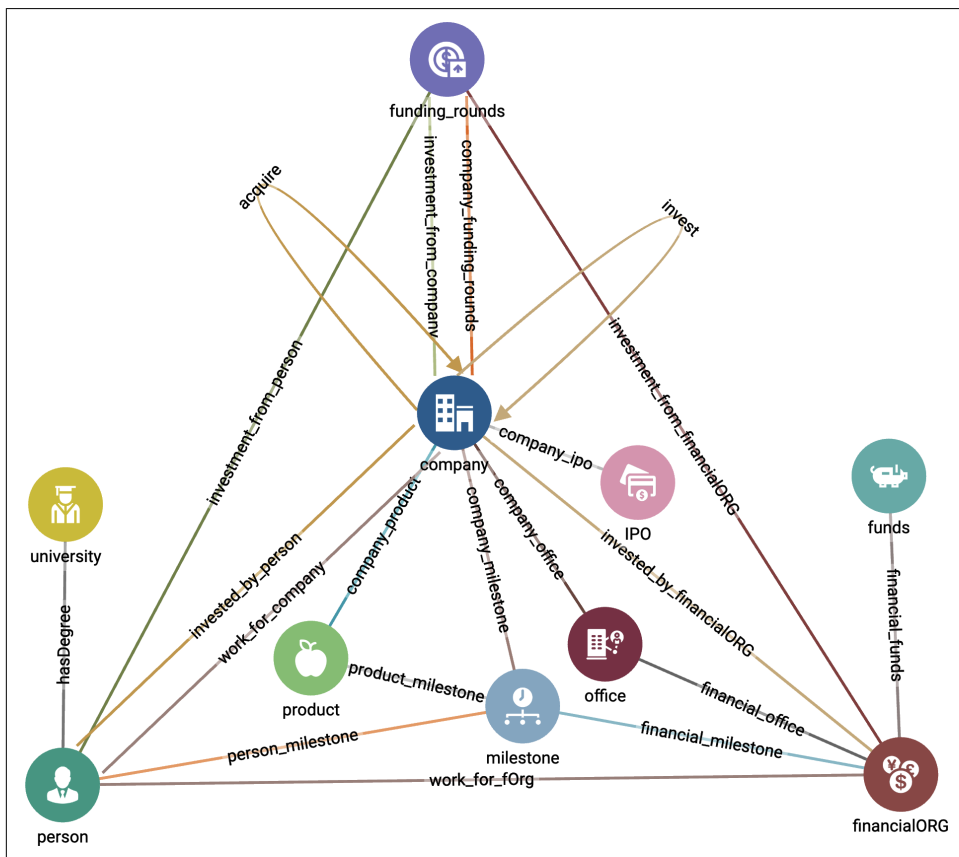 funding_rounds
acquire
investment_from_company
company_funding_rounds
invest
investment_from_person
investment_from_financialORG
company
company_ipo
IPO
university
funds
invested_by_person
work_for_company
company_product
company_milestone
company_office
invested_by_financialORG
hasDegree
financial_funds
product
product_milestone
office
financial_office
person_milestone
milestone
financial_milestone
work_for_fOrg
person
financialORG
¥
£
$
$
$